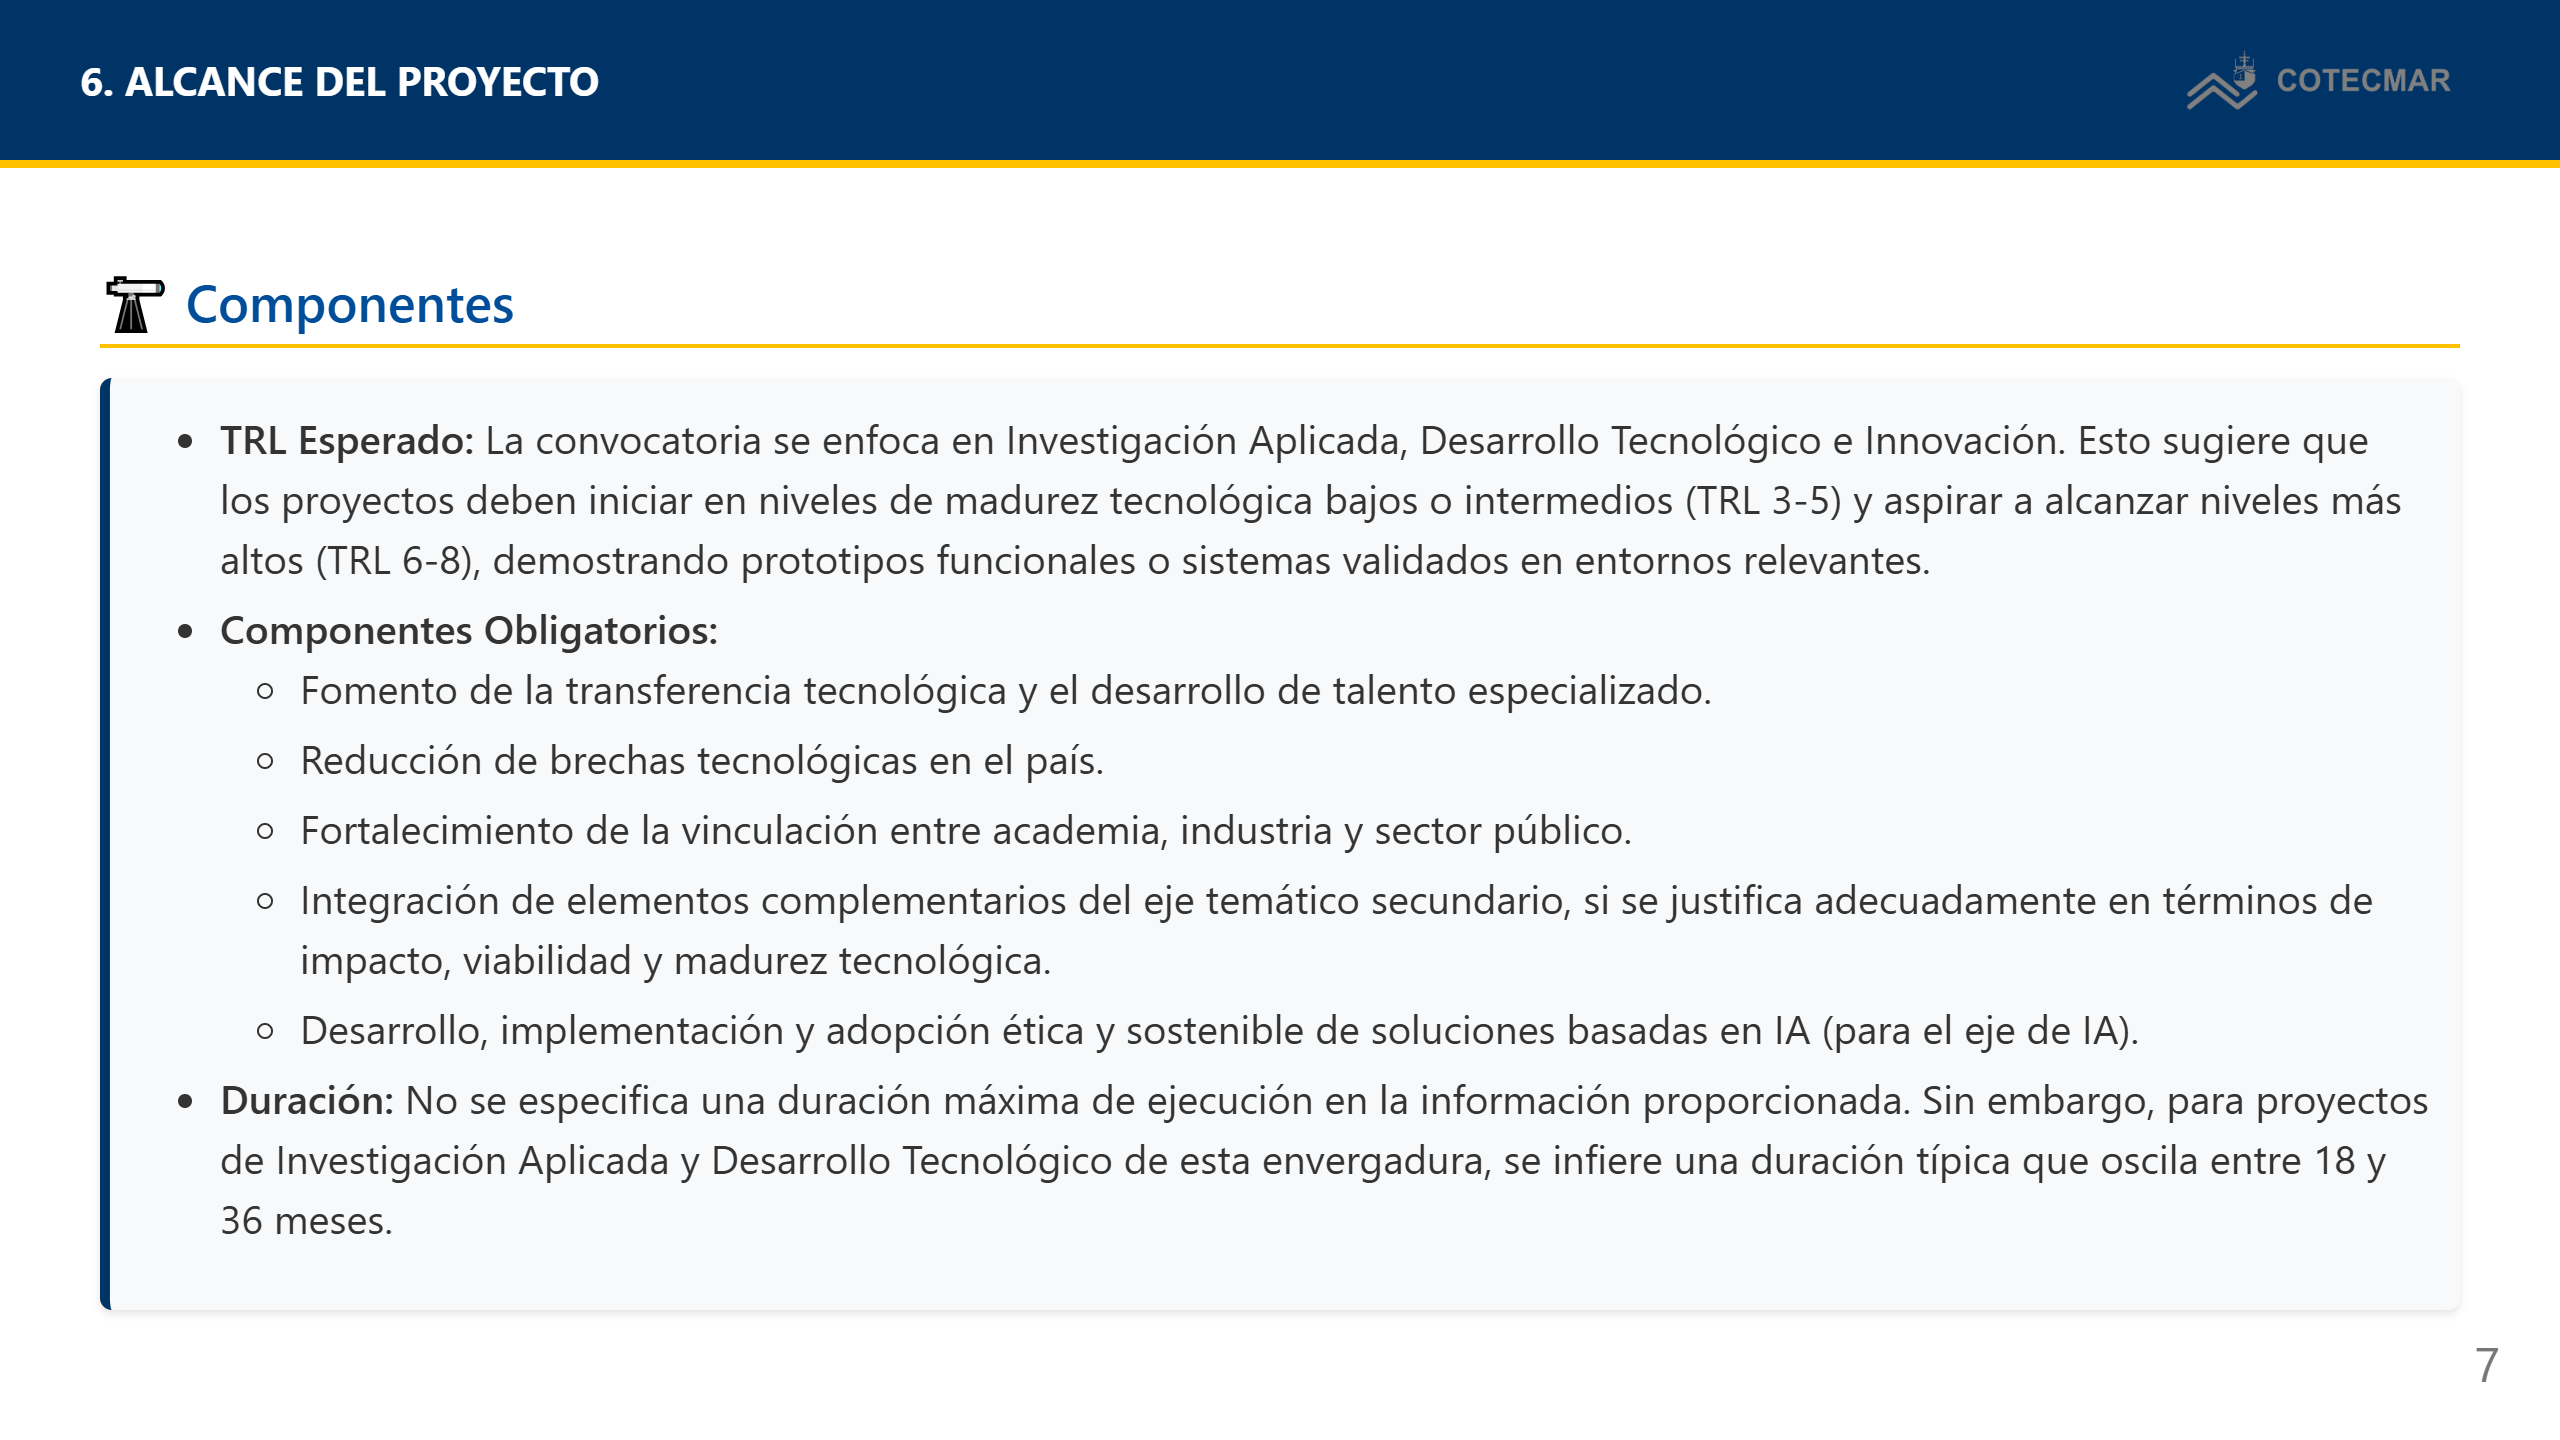 6. ALCANCE DEL PROYECTO
COTECMAR
Componentes
• TRL Esperado: La convocatoria se enfoca en Investigación Aplicada, Desarrollo Tecnológico e Innovación. Esto sugiere que
los proyectos deben iniciar en niveles de madurez tecnológica bajos o intermedios (TRL 3-5) y aspirar a alcanzar niveles más
altos (TRL 6-8), demostrando prototipos funcionales o sistemas validados en entornos relevantes.
• Componentes Obligatorios:
○ Fomento de la transferencia tecnológica y el desarrollo de talento especializado.
○ Reducción de brechas tecnológicas en el país.
○ Fortalecimiento de la vinculación entre academia, industria y sector público.
○ Integración de elementos complementarios del eje temático secundario, si se justifica adecuadamente en términos de
impacto, viabilidad y madurez tecnológica.
○ Desarrollo, implementación y adopción ética y sostenible de soluciones basadas en IA (para el eje de IA).
• Duración: No se especifica una duración máxima de ejecución en la información proporcionada. Sin embargo, para proyectos
de Investigación Aplicada y Desarrollo Tecnológico de esta envergadura, se infiere una duración típica que oscila entre 18 y
36 meses.
7